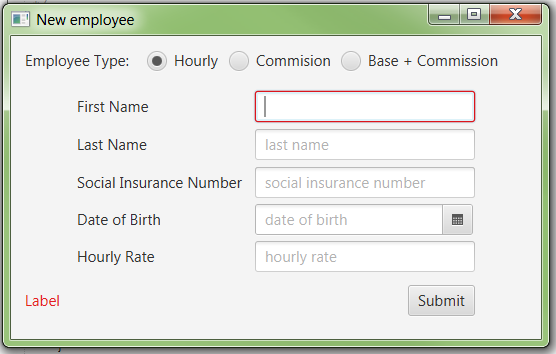 New employee
Employee Type: Hourly Commision Base + Commission
First Name
Last Name last name
Social Insurance Number social insurance number
Date of Birth date of birth
Hourly Rate hourly rate
Label Submit